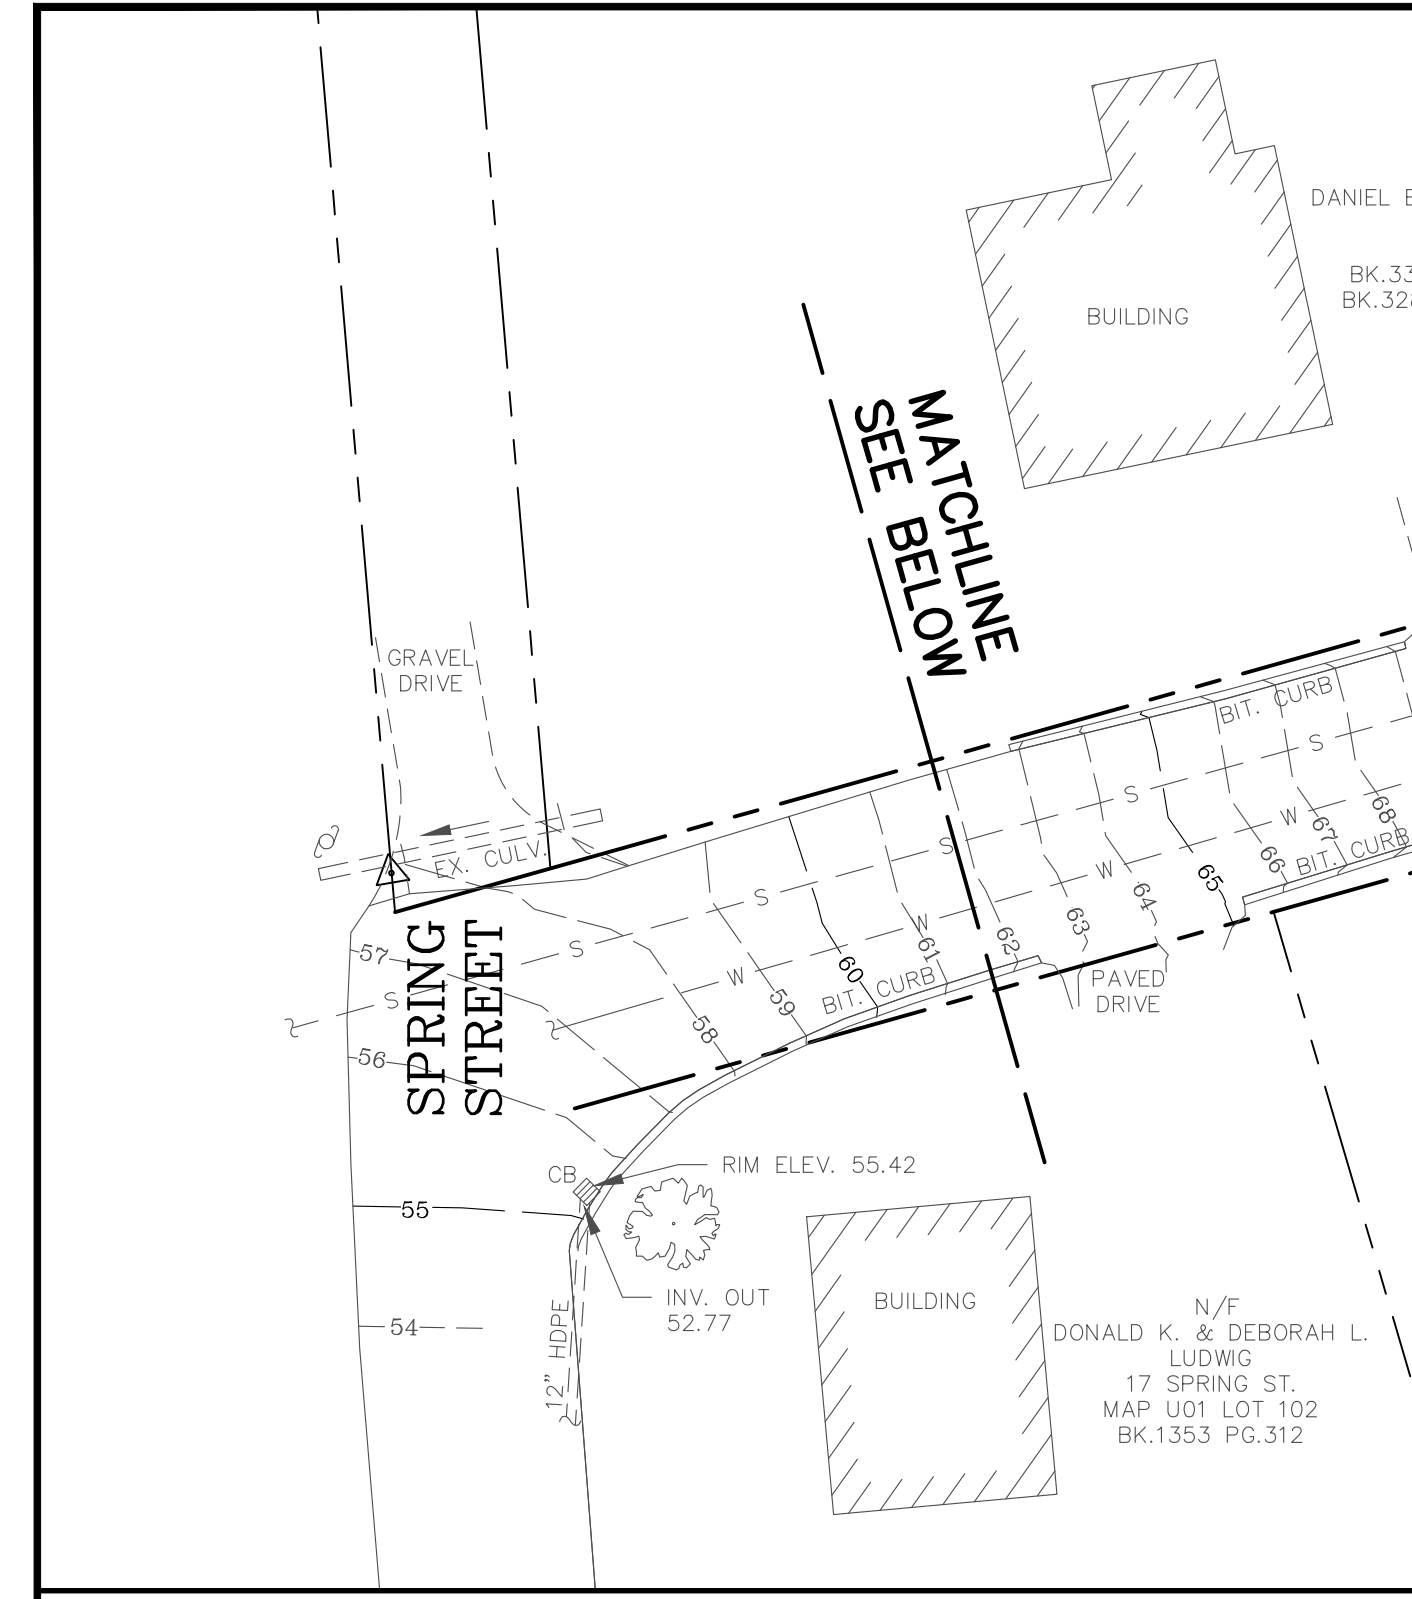 DANIEL
BK.33
BK.328
BUILDING
MATCHLINE
SEE BELOW
GRAVEL
DRIVE
BIT. CURB
S
S
S
S
S
S
W
W
W
W
EX. CULV.
BIT. CURB
BIT. CURB
68
67
66
65
64
63
62
61
60
59
58
57
56
55
54
SPRING
STREET
PAVED
DRIVE
CB
RIM ELEV. 55.42
INV. OUT
52.77
12" HDPE
BUILDING
N/F
DONALD K. & DEBORAH L.
LUDWIG
17 SPRING ST.
MAP U01 LOT 102
BK.1353 PG.312